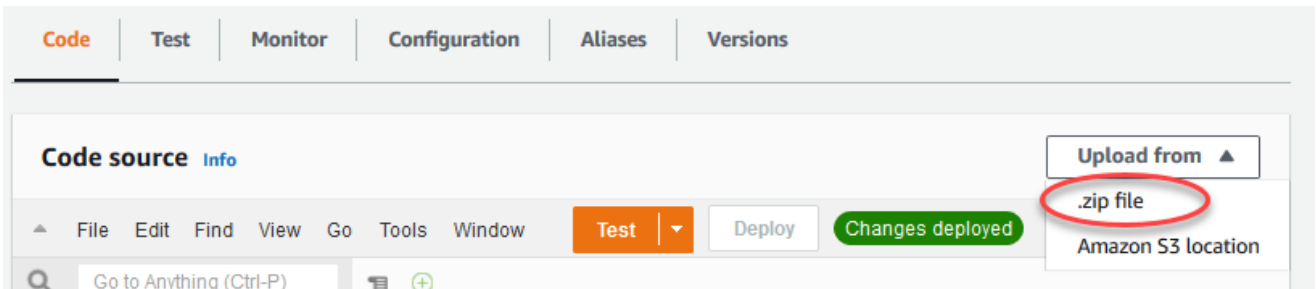 Code Test Monitor Configuration Aliases Versions
Code source Info
Upload from
.zip file
Amazon S3 location
File Edit Find View Go Tools Window Test Deploy Changes deployed
Go to Anything (Ctrl-P)